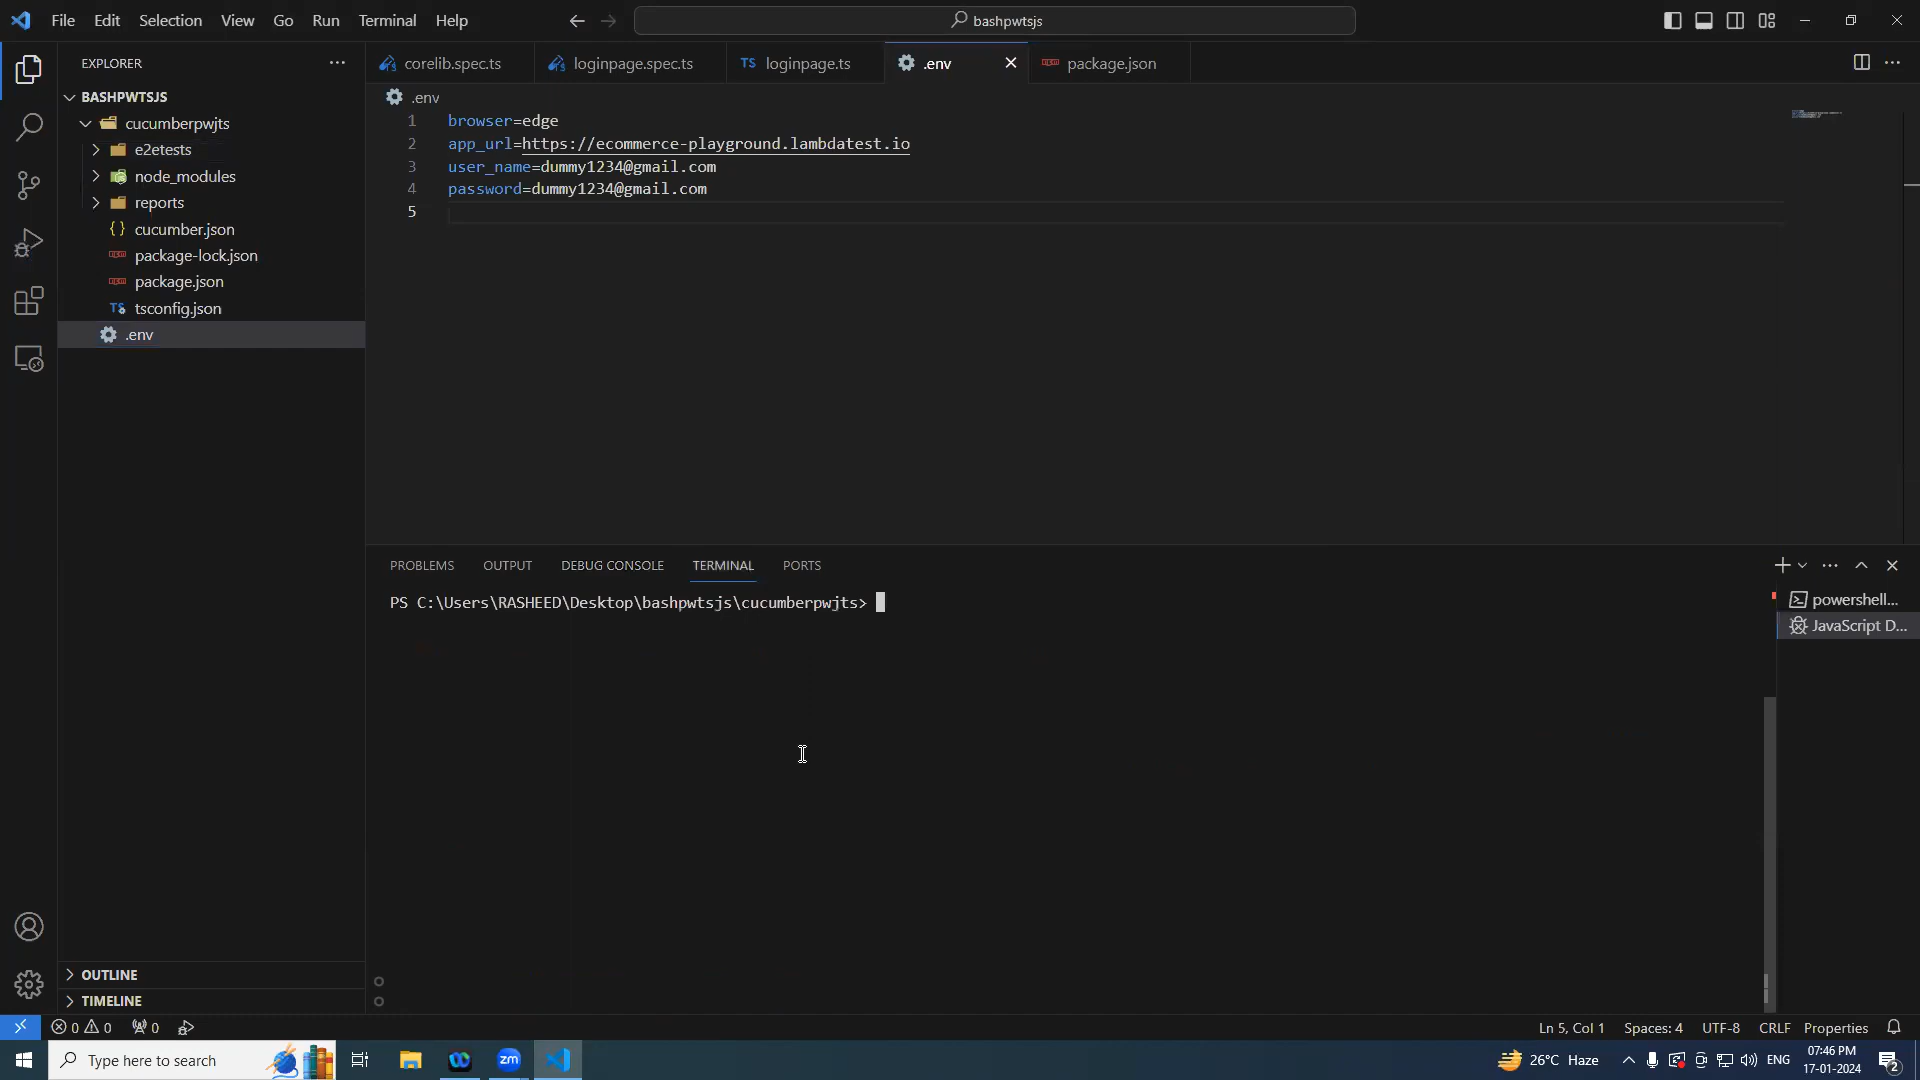 File Edit Selection View Go Run Terminal Help
bashpwtsjs
EXPLORER
BASHPWTSJS
cucumberpwjts
e2etests
node_modules
reports
cucumber.json
package-lock.json
package.json
tsconfig.json
.env
OUTLINE
TIMELINE
corelib.spec.ts
loginpage.spec.ts
TS loginpage.ts
.env
package.json
.env
1 browser=edge
2 app_url=https://ecommerce-playground.lambdatest.io
3 user_name=dummy1234@gmail.com
4 password=dummy1234@gmail.com
5
PROBLEMS OUTPUT DEBUG CONSOLE TERMINAL PORTS
PS C:\Users\RASHEED\Desktop\bashpwtsjs\cucumberpwjts>
powershell...
JavaScript D...
0 0 0
Ln 5, Col 1 Spaces: 4 UTF-8 CRLF Properties
Type here to search
zm
26°C Haze
ENG
07:46 PM
17-01-2024
2